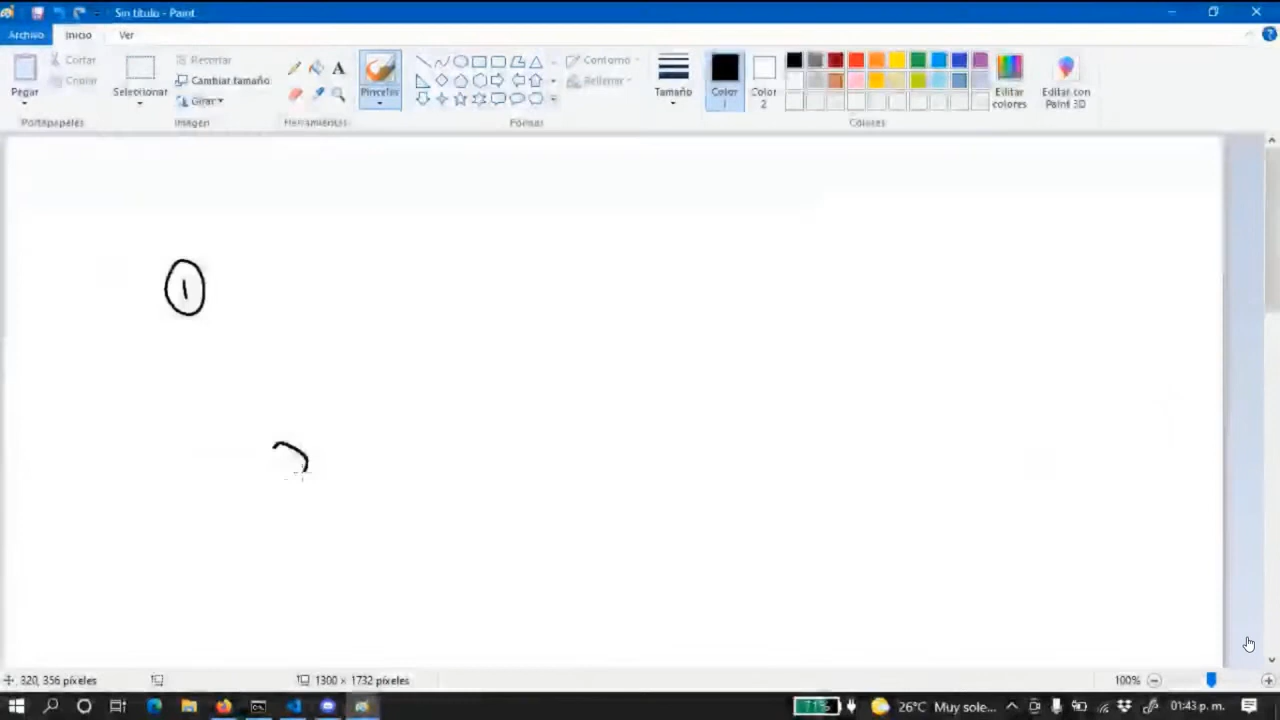 Sin título - Paint
Archivo Inicio Ver
Pegar
Cortar
Copiar
Portapapeles
Seleccionar
Recortar
Cambiar tamaño
Girar
Imagen
A
Herramientas
Pinceles
Contorno
Rellenar
Formas
Tamaño
Color 1
Color 2
Editar colores
Editar con Paint 3D
Colores
1
320, 356 píxeles
1300 × 1732 píxeles
100%
71%
26°C Muy sole...
01:43 p. m.